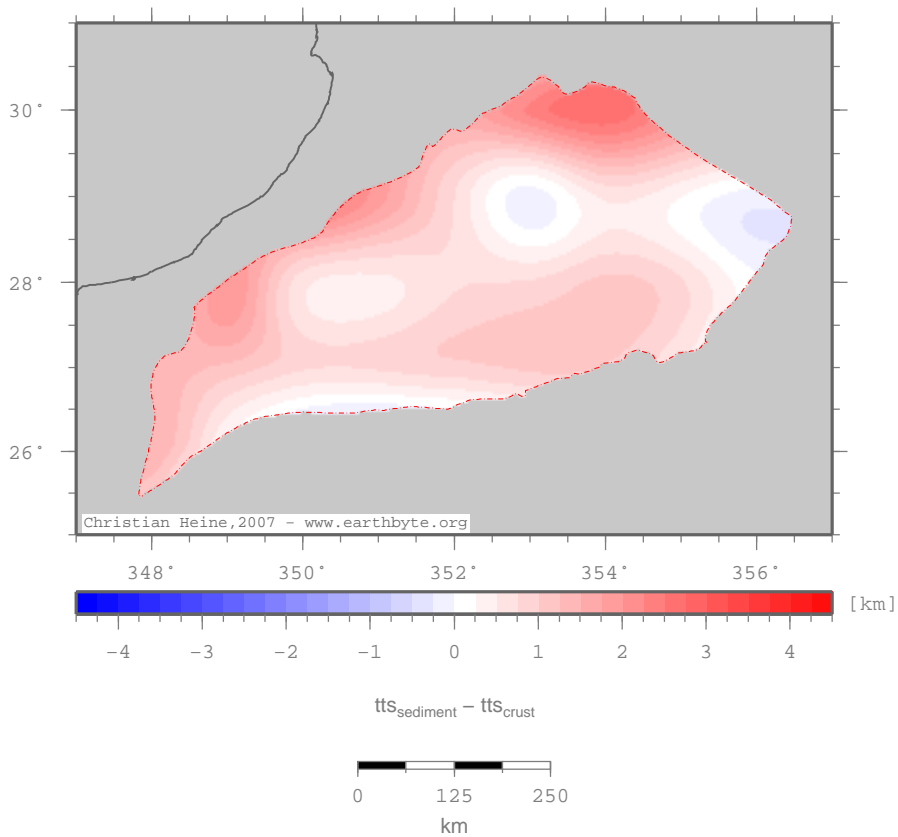 30°
28°
26°
Christian Heine,2007 – www.earthbyte.org
348° 350° 352° 354° 356°
[km]
−4 −3 −2 −1 0 1 2 3 4
tts_sediment – tts_crust
0 125 250
km